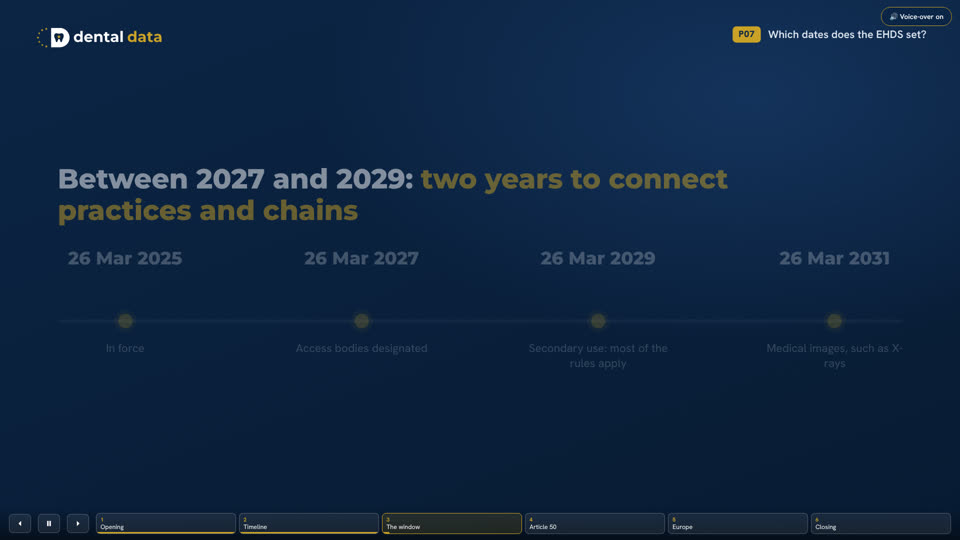 🔊 Voice-over on
dental data
P07 Which dates does the EHDS set?
Between 2027 and 2029: two years to connect
practices and chains
26 Mar 2025
26 Mar 2027
26 Mar 2029
26 Mar 2031
In force
Access bodies designated
Secondary use: most of the
rules apply
Medical images, such as X-
rays
1
Opening
2
Timeline
3
The window
4
Article 50
5
Europe
6
Closing